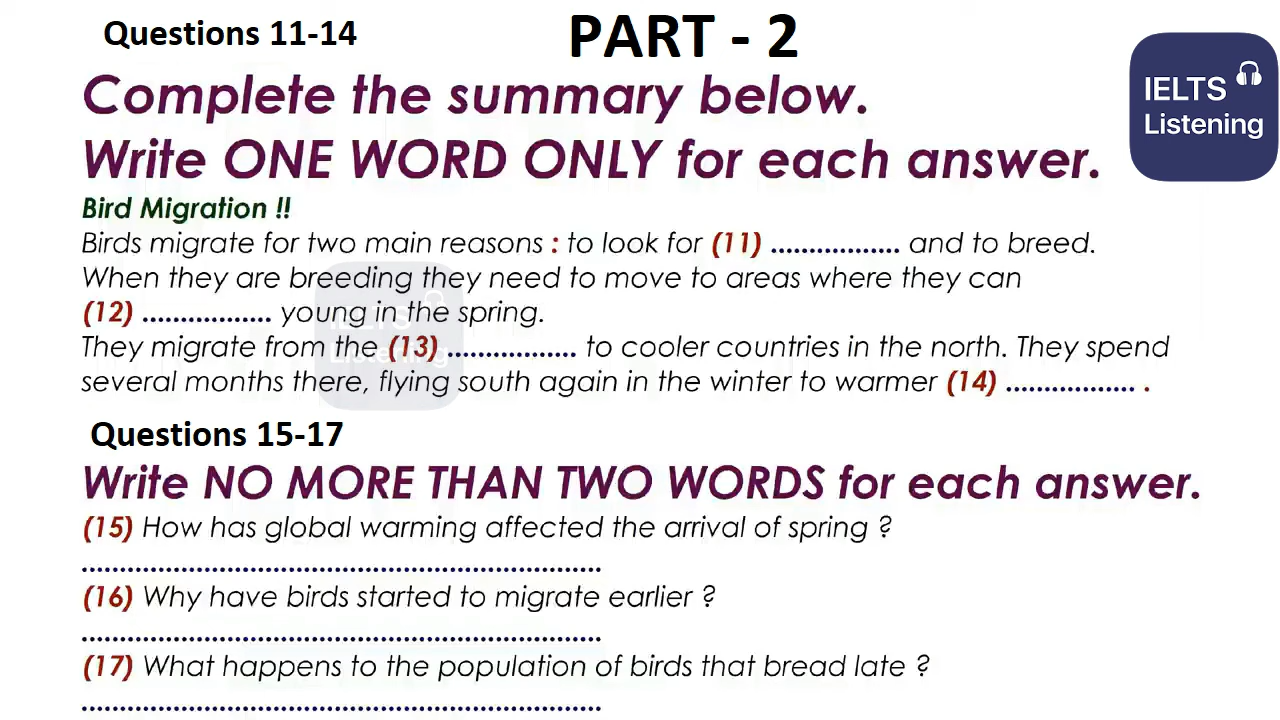 Questions 11-14
PART - 2
IELTS
Listening
Complete the summary below.
Write ONE WORD ONLY for each answer.
Bird Migration !!
Birds migrate for two main reasons : to look for (11) ................. and to breed.
When they are breeding they need to move to areas where they can
(12) ................. young in the spring.
They migrate from the (13) ................. to cooler countries in the north. They spend
several months there, flying south again in the winter to warmer (14) ................. .
IELTS
Listening
Questions 15-17
Write NO MORE THAN TWO WORDS for each answer.
(15) How has global warming affected the arrival of spring ?
....................................................................
(16) Why have birds started to migrate earlier ?
....................................................................
(17) What happens to the population of birds that bread late ?
....................................................................